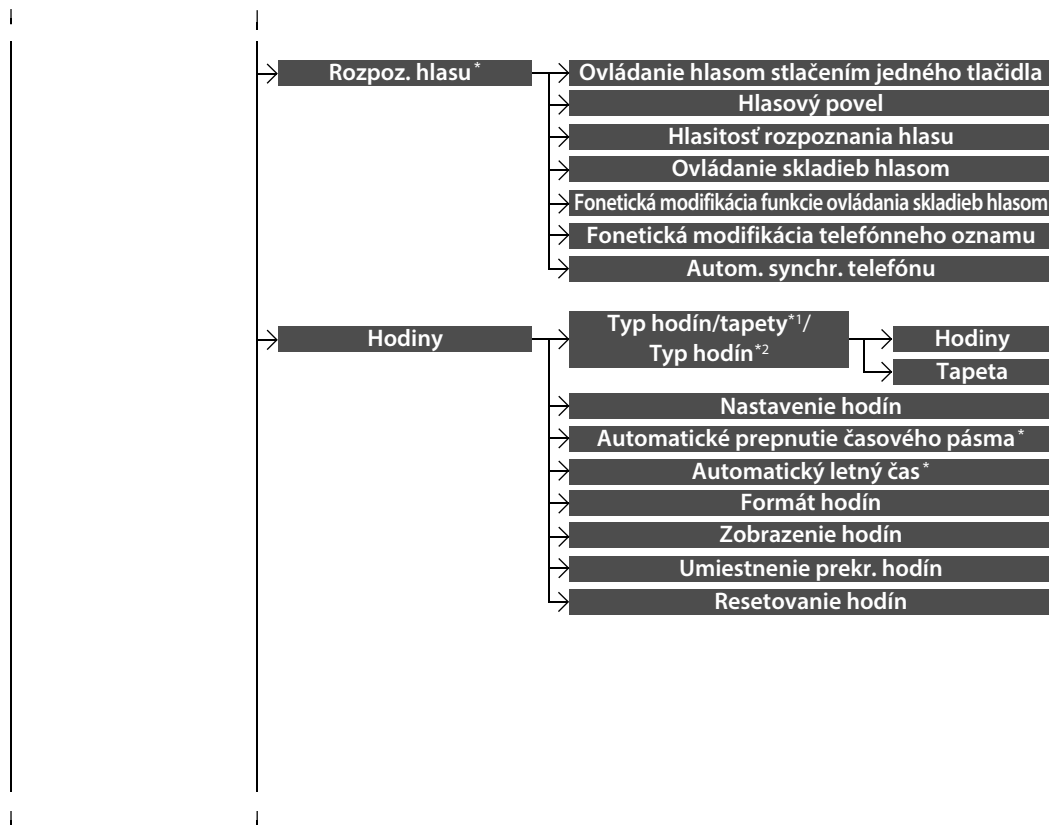 Rozpoz. hlasu*
Ovládanie hlasom stlačením jedného tlačidla
Hlasový povel
Hlasitosť rozpoznania hlasu
Ovládanie skladieb hlasom
Fonetická modifikácia funkcie ovládania skladieb hlasom
Fonetická modifikácia telefónneho oznamu
Autom. synchr. telefónu
Hodiny
Typ hodín/tapety*1/
Typ hodín*2
Hodiny
Tapeta
Nastavenie hodín
Automatické prepnutie časového pásma*
Automatický letný čas*
Formát hodín
Zobrazenie hodín
Umiestnenie prekr. hodín
Resetovanie hodín